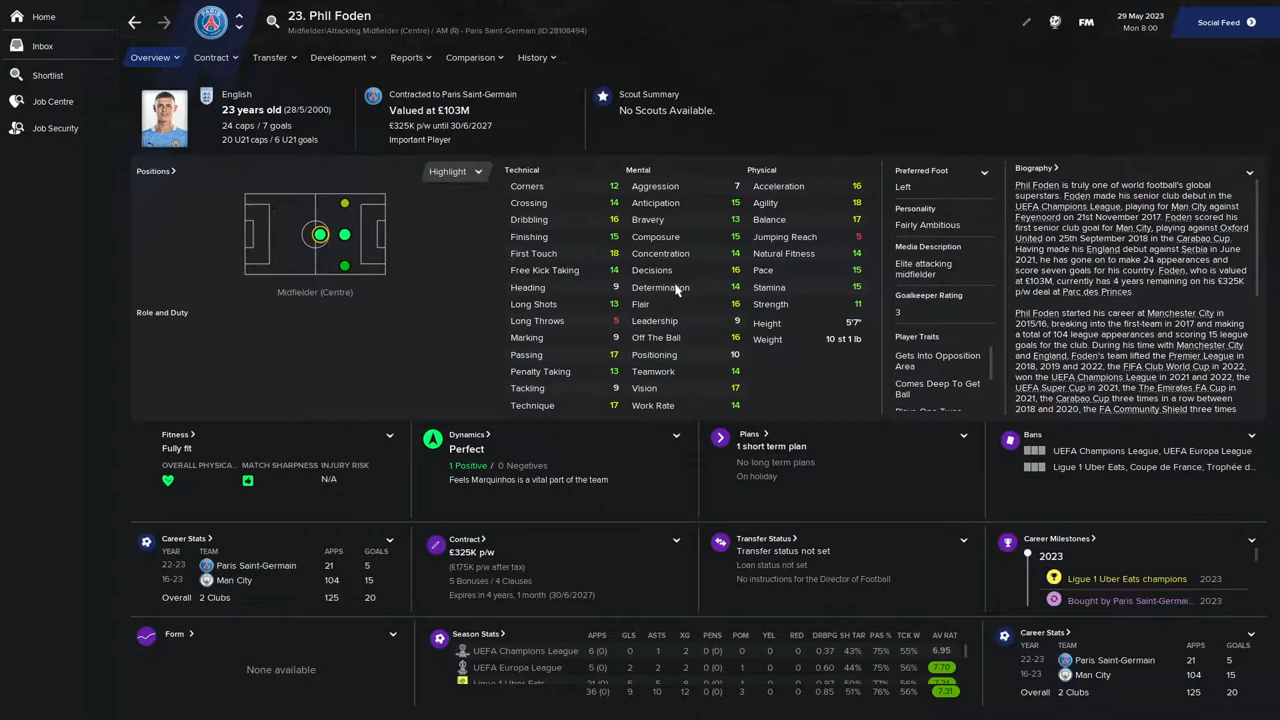 Home
Inbox
Shortlist
Job Centre
Job Security
23. Phil Foden
Midfielder/Attacking Midfielder (Centre) / AM (R) - Paris Saint-Germain (ID:28108494)
FM
29 May 2023
Mon 8:00
Social Feed
Overview
Contract
Transfer
Development
Reports
Comparison
History
English
23 years old (28/5/2000)
24 caps / 7 goals
20 U21 caps / 6 U21 goals
Contracted to Paris Saint-Germain
Valued at £103M
£325K p/w until 30/6/2027
Important Player
Scout Summary
No Scouts Available.
Positions
Midfielder (Centre)
Role and Duty
Highlight
Technical
Corners 12
Crossing 14
Dribbling 16
Finishing 15
First Touch 18
Free Kick Taking 14
Heading 9
Long Shots 13
Long Throws 5
Marking 9
Passing 17
Penalty Taking 13
Tackling 9
Technique 17
Mental
Aggression 7
Anticipation 15
Bravery 13
Composure 15
Concentration 14
Decisions 16
Determination 14
Flair 16
Leadership 9
Off The Ball 16
Positioning 10
Teamwork 14
Vision 17
Work Rate 14
Physical
Acceleration 16
Agility 18
Balance 17
Jumping Reach 5
Natural Fitness 14
Pace 15
Stamina 15
Strength 11
Height 5'7"
Weight 10 st 1 lb
Preferred Foot
Left
Personality
Fairly Ambitious
Media Description
Elite attacking
midfielder
Goalkeeper Rating
3
Player Traits
Gets Into Opposition
Area
Comes Deep To Get
Ball
Biography
Phil Foden is truly one of world football's global
superstars. Foden made his senior club debut in the
UEFA Champions League, playing for Man City against
Feyenoord on 21st November 2017. Foden scored his
first senior club goal for Man City, playing against Oxford
United on 25th September 2018 in the Carabao Cup.
Having made his England debut against Serbia in June
2021, he has gone on to make 24 appearances and
score seven goals for his country. Foden, who is valued
at £103M, currently has 4 years remaining on his £325K
p/w deal at Parc des Princes.
Phil Foden started his career at Manchester City in
2015/16, breaking into the first-team in 2017 and making
a total of 104 league appearances and scoring 15 league
goals for the club. During his time with Manchester City
and England, Foden's team lifted the Premier League in
2018, 2019 and 2022, the FIFA Club World Cup in 2022,
won the UEFA Champions League in 2021 and 2022, the
UEFA Super Cup in 2021, the The Emirates FA Cup in
2021, the Carabao Cup three times in a row between
2018 and 2020, the FA Community Shield three times
Fitness
Fully fit
OVERALL PHYSICA... MATCH SHARPNESS INJURY RISK
N/A
Dynamics
Perfect
1 Positive / 0 Negatives
Feels Marquinhos is a vital part of the team
Plans
1 short term plan
No long term plans
On holiday
Bans
UEFA Champions League, UEFA Europa League
Ligue 1 Uber Eats, Coupe de France, Trophée d...
Career Stats
YEAR TEAM APPS GOALS
22-23 Paris Saint-Germain 21 5
16-23 Man City 104 15
Overall 2 Clubs 125 20
Contract
£325K p/w
(£175K p/w after tax)
5 Bonuses / 4 Clauses
Expires in 4 years, 1 month (30/6/2027)
Transfer Status
Transfer status not set
Loan status not set
No instructions for the Director of Football
Career Milestones
2023
Ligue 1 Uber Eats champions 2023
Bought by Paris Saint-Germai... 2023
Form
None available
Season Stats APPS GLS ASTS XG PENS POM YEL RED DRBPG SH TAR PAS % TCK W AV RAT
UEFA Champions League 6 (0) 0 1 2 0 (0) 0 0 0 0.37 43% 75% 55% 6.95
UEFA Europa League 5 (0) 2 2 2 0 (0) 1 0 0 0.60 44% 75% 56% 7.70
36 (0) 9 10 12 0 (0) 3 0 0 0.85 51% 76% 56% 7.31
Career Stats
YEAR TEAM APPS GOALS
22-23 Paris Saint-Germain 21 5
16-23 Man City 104 15
Overall 2 Clubs 125 20